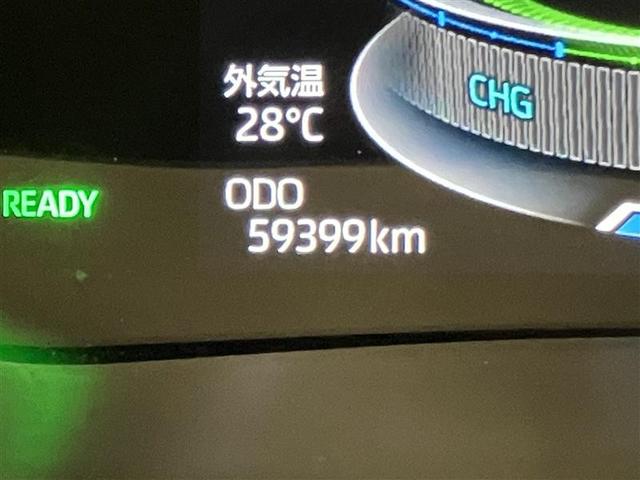 外気温
28℃
CHG
READY
ODO
59399km